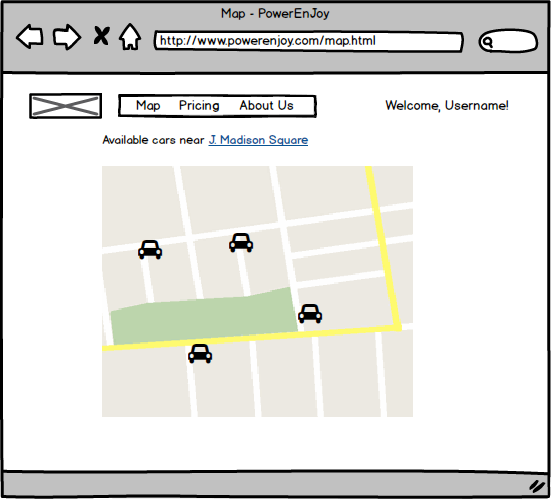 Map - PowerEnJoy
http://www.powerenjoy.com/map.html
Map Pricing About Us Welcome, Username!
Available cars near J. Madison Square